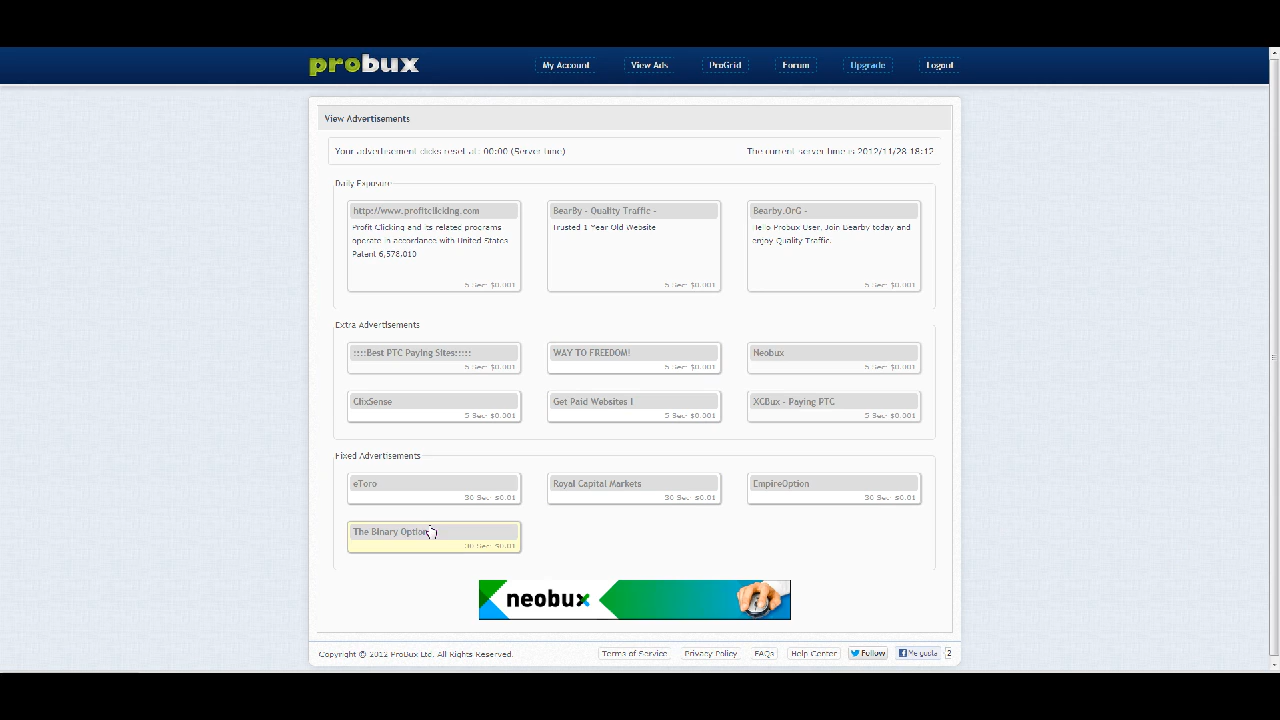 probux
My Account View Ads ProGrid Forum Upgrade Logout
View Advertisements
Your advertisement clicks reset at: 00:00 (Server time) The current server time is 2012/11/28 18:12
Daily Exposure
http://www.profitclicking.com BearBy - Quality Traffic - Bearby.OrG -
Profit Clicking and its related programs Trusted 1 Year Old Website Hello Probux User, Join Bearby today and
operate in accordance with United States enjoy Quality Traffic.
Patent 6,578,010
5 Sec: $0.001 5 Sec: $0.001 5 Sec: $0.001
Extra Advertisements
::::Best PTC Paying Sites::::: WAY TO FREEDOM! Neobux
5 Sec: $0.001 5 Sec: $0.001 5 Sec: $0.001
ClixSense Get Paid Websites ! XCBux - Paying PTC
5 Sec: $0.001 5 Sec: $0.001 5 Sec: $0.001
Fixed Advertisements
eToro Royal Capital Markets EmpireOption
30 Sec: $0.01 30 Sec: $0.01 30 Sec: $0.01
The Binary Option
30 Sec: $0.01
neobux
Copyright © 2012 ProBux Ltd. All Rights Reserved. Terms of Service Privacy Policy FAQs Help Center Follow Me gusta 2